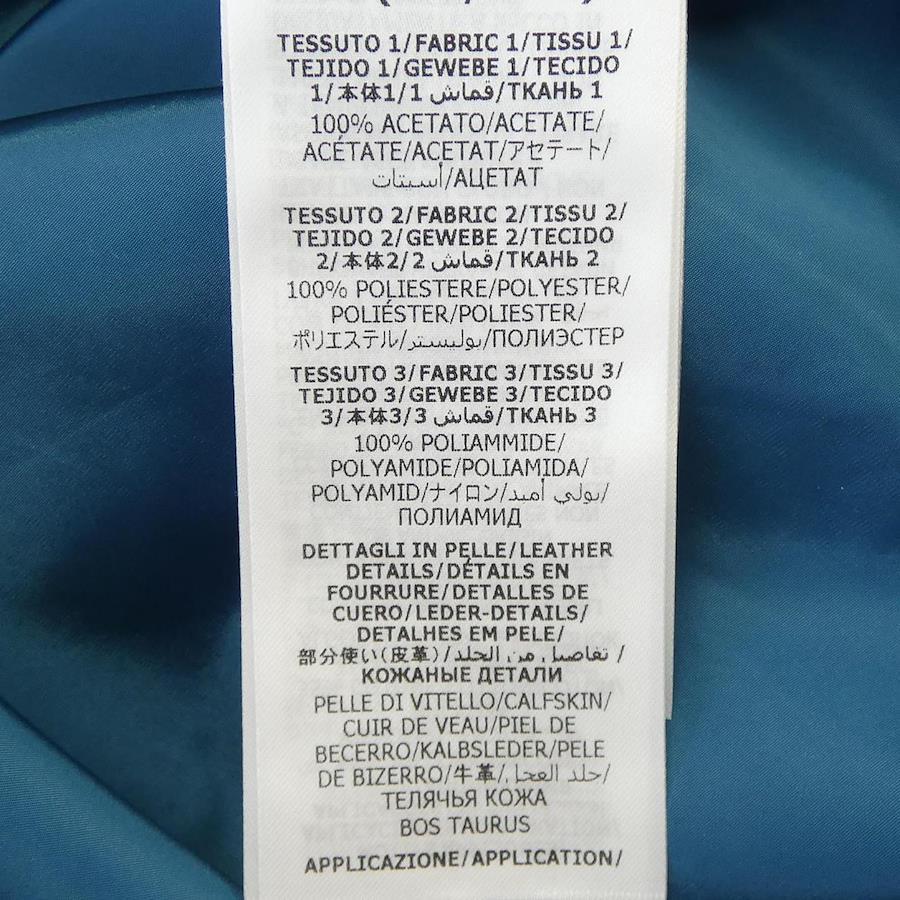 TESSUTO 1/FABRIC 1/TISSU 1/
TEJIDO 1/GEWEBE 1/TECIDO
1/本体1/1 قماش/ТКАНЬ 1
100% ACETATO/ACETATE/
ACÉTATE/ACETAT/アセテート/
أسيتات/АЦЕТАТ
TESSUTO 2/FABRIC 2/TISSU 2/
TEJIDO 2/GEWEBE 2/TECIDO
2/本体2/2 قماش/ТКАНЬ 2
100% POLIESTERE/POLYESTER/
POLIÉSTER/POLIESTER/
ポリエステル/بوليستر/ПОЛИЭСТЕР
TESSUTO 3/FABRIC 3/TISSU 3/
TEJIDO 3/GEWEBE 3/TECIDO
3/本体3/3 قماش/ТКАНЬ 3
100% POLIAMMIDE/
POLYAMIDE/POLIAMIDA/
POLYAMID/ナイロン/بولي أميد/
ПОЛИАМИД
DETTAGLI IN PELLE/LEATHER
DETAILS/DÉTAILS EN
FOURRURE/DETALLES DE
CUERO/LEDER-DETAILS/
DETALHES EM PELE/
部分使い(皮革)/تفاصيل من الجلد /
КОЖАНЫЕ ДЕТАЛИ
PELLE DI VITELLO/CALFSKIN/
CUIR DE VEAU/PIEL DE
BECERRO/KALBSLEDER/PELE
DE BIZERRO/牛革/جلد العجل/
ТЕЛЯЧЬЯ КОЖА
BOS TAURUS
APPLICAZIONE/APPLICATION/